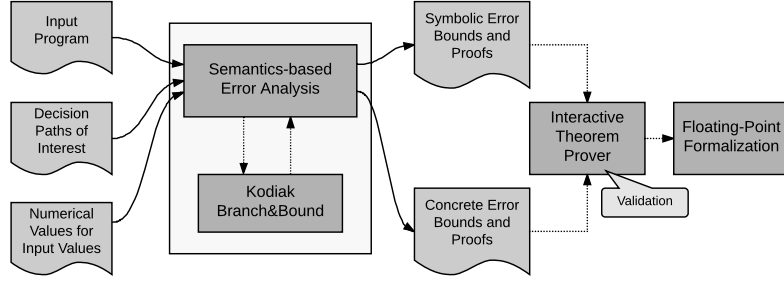 Input
Program
Decision
Paths of
Interest
Numerical
Values for
Input Values
Semantics-based
Error Analysis
Kodiak
Branch&Bound
Symbolic Error
Bounds and
Proofs
Concrete Error
Bounds and
Proofs
Interactive
Theorem
Prover
Validation
Floating-Point
Formalization